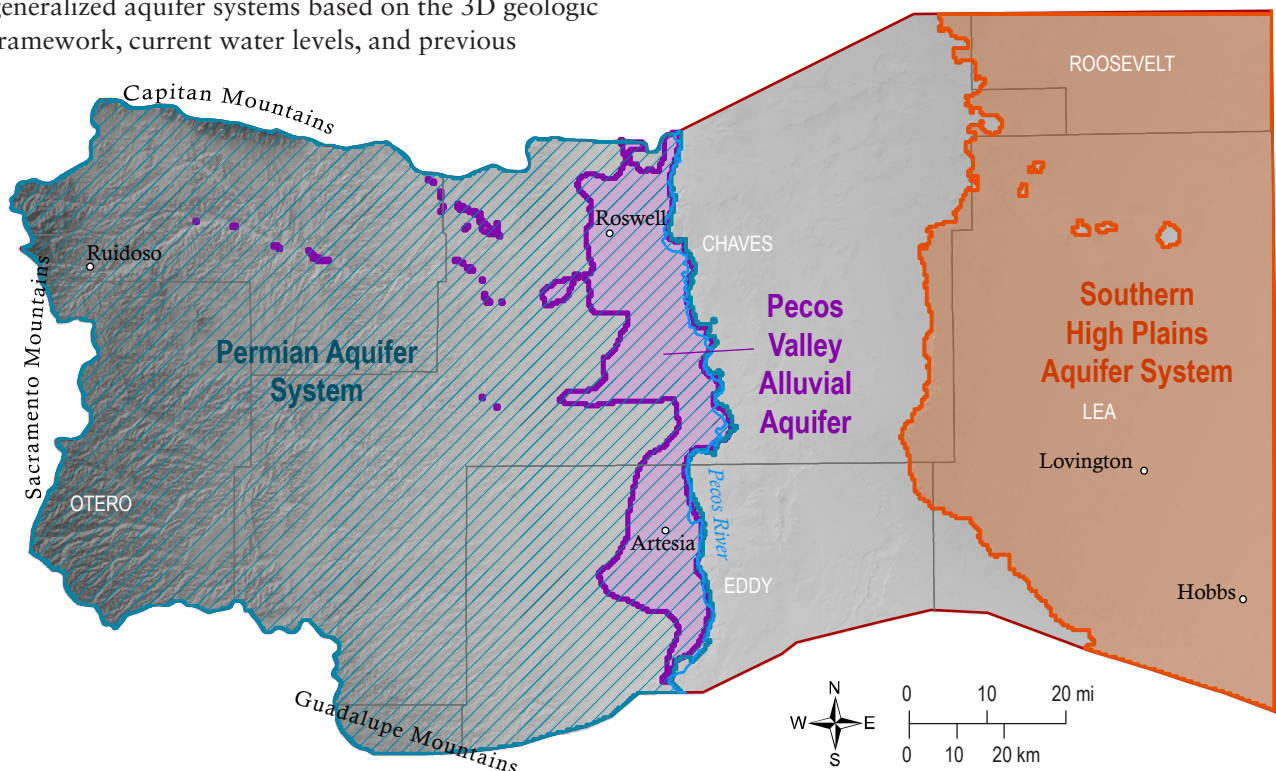 generalized aquifer systems based on the 3D geologic
framework, current water levels, and previous
Capitan Mountains
ROOSEVELT
Roswell
CHAVES
Ruidoso
Sacramento Mountains
Pecos
Valley
Alluvial
Aquifer
Southern
High Plains
Aquifer System
Permian Aquifer
System
LEA
Lovington
Pecos River
OTERO
Artesia
EDDY
Hobbs
Guadalupe Mountains
N
W E
S
0 10 20 mi
0 10 20 km